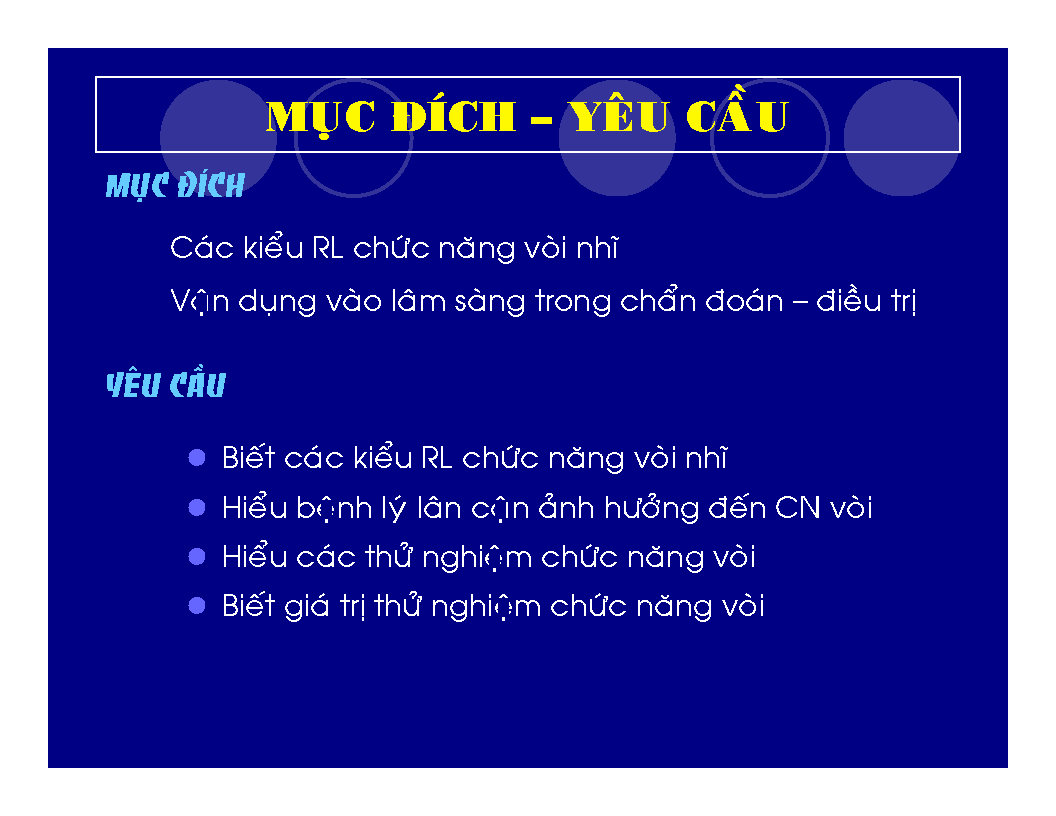 MỤC ĐÍCH – YÊU CẦU
MỤC ĐÍCH
Các kiểu RL chức năng vòi nhĩ
Vận dụng vào lâm sàng trong chẩn đoán – điều trị
YÊU CẦU
Biết các kiểu RL chức năng vòi nhĩ
Hiểu bệnh lý lân cận ảnh hưởng đến CN vòi
Hiểu các thử nghiệm chức năng vòi
Biết giá trị thử nghiệm chức năng vòi